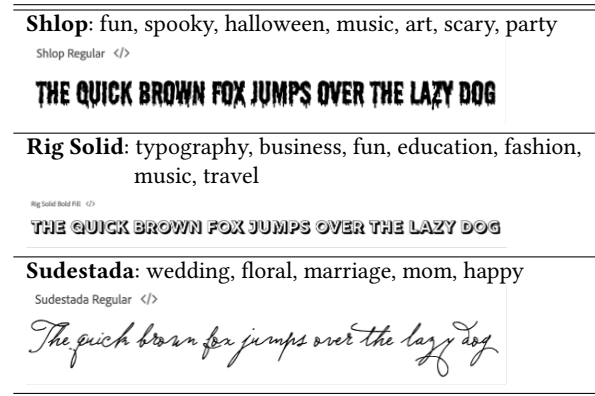 Shlop: fun, spooky, halloween, music, art, scary, party
Shlop Regular </>
THE QUICK BROWN FOX JUMPS OVER THE LAZY DOG
Rig Solid: typography, business, fun, education, fashion,
music, travel
Rig Solid Bold Fill </>
THE QUICK BROWN FOX JUMPS OVER THE LAZY DOG
Sudestada: wedding, floral, marriage, mom, happy
Sudestada Regular </>
The quick brown fox jumps over the lazy dog